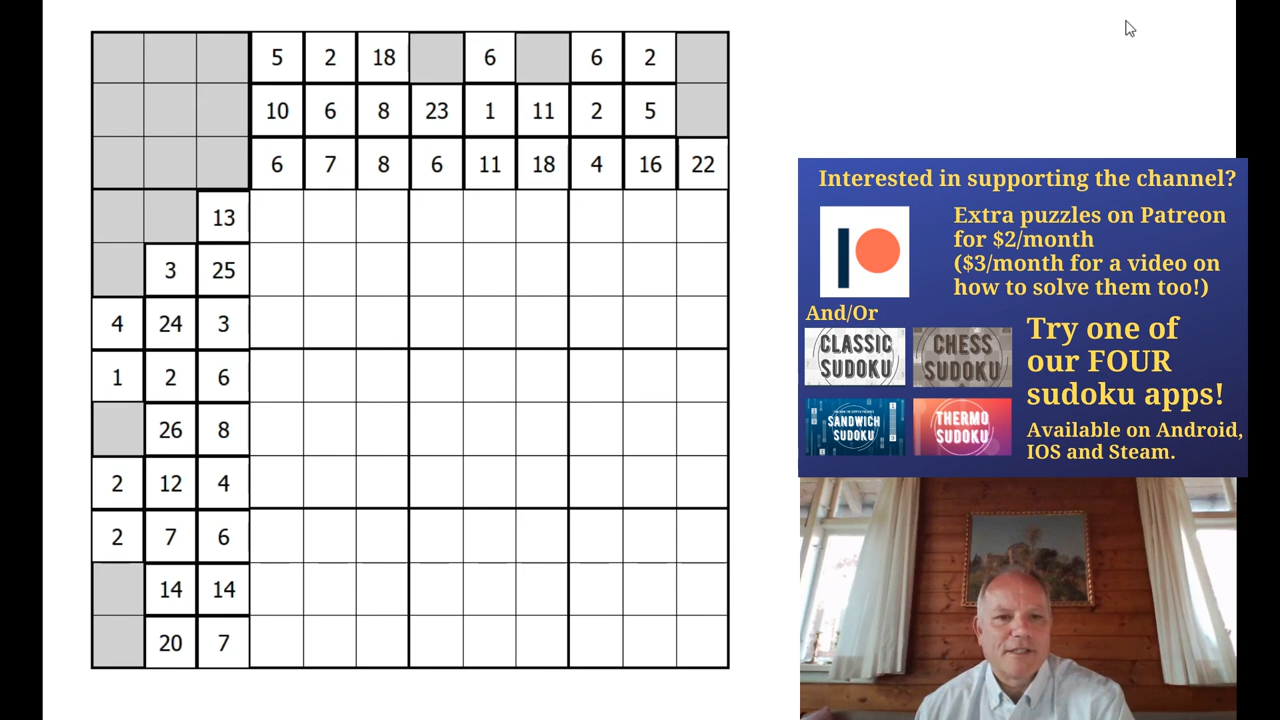 5 2 18 6 6 2
10 6 8 23 1 11 2 5
6 7 8 6 11 18 4 16 22
13
3 25
4 24 3
1 2 6
26 8
2 12 4
2 7 6
14 14
20 7
Interested in supporting the channel?
Extra puzzles on Patreon
for $2/month
($3/month for a video on
how to solve them too!)
And/Or
CLASSIC
SUDOKU
CHESS
SUDOKU
SANDWICH
SUDOKU
THERMO
SUDOKU
Try one of
our FOUR
sudoku apps!
Available on Android,
IOS and Steam.